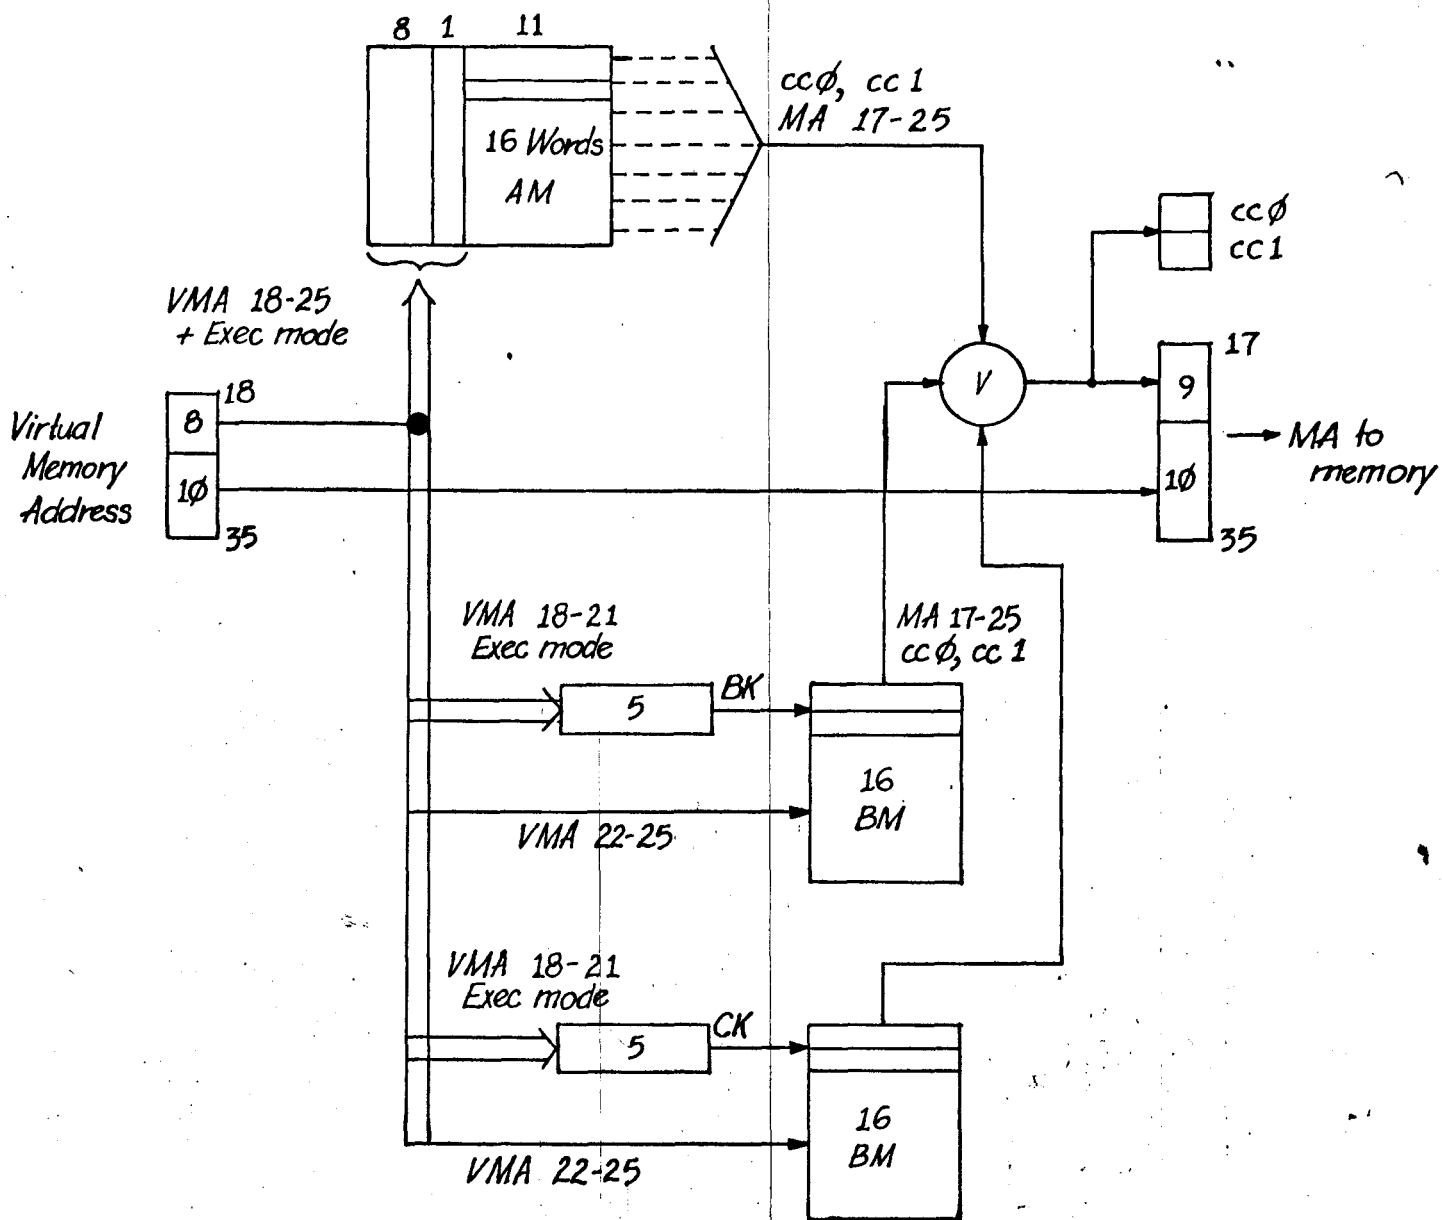 8 1 11
16 Words
AM
ccø, cc 1
MA 17-25
ccø
cc 1
VMA 18-25
+ Exec mode
Virtual
Memory
Address
8
1ø
18
35
V
17
9
1ø
35
MA to
memory
VMA 18-21
Exec mode
5
BK
MA 17-25
ccø, cc 1
16
BM
VMA 22-25
VMA 18-21
Exec mode
5
CK
16
BM
VMA 22-25